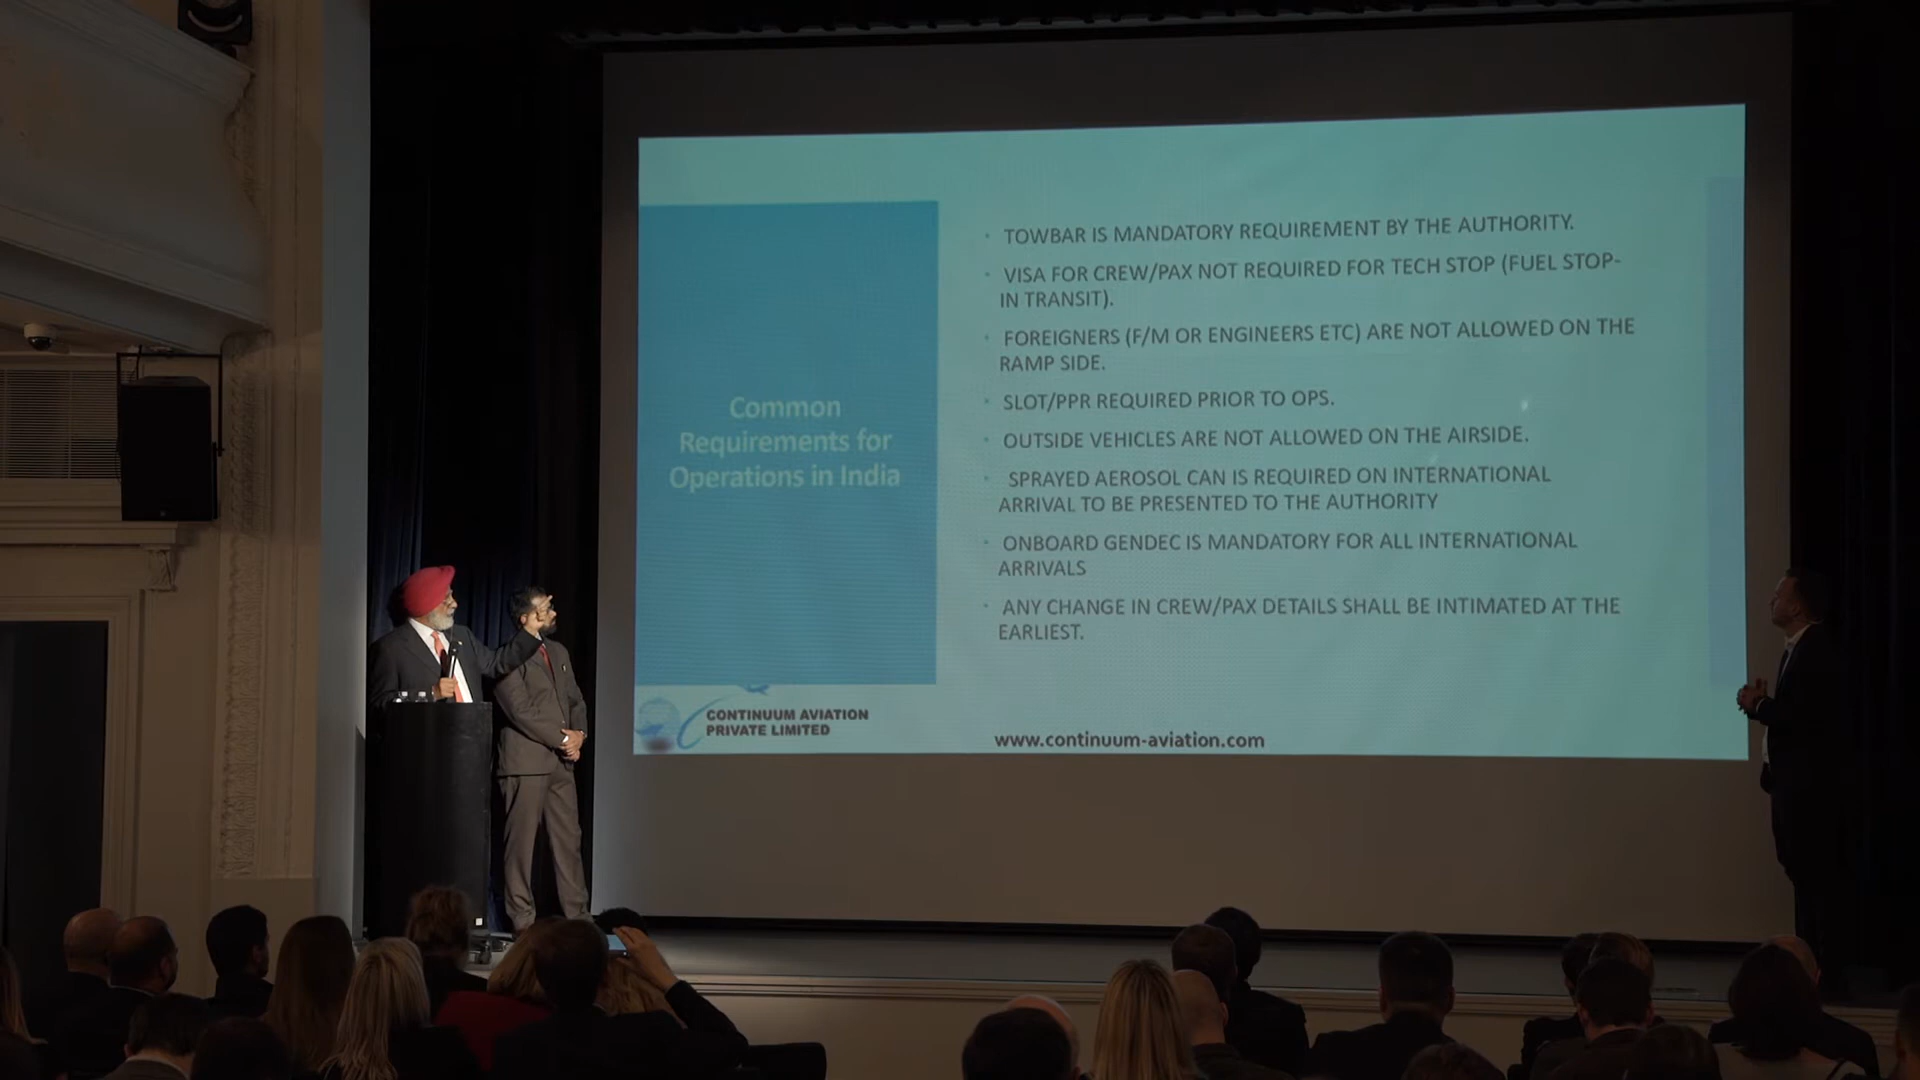 Common
Requirements for
Operations in India
• TOWBAR IS MANDATORY REQUIREMENT BY THE AUTHORITY.
• VISA FOR CREW/PAX NOT REQUIRED FOR TECH STOP (FUEL STOP-
IN TRANSIT).
• FOREIGNERS (F/M OR ENGINEERS ETC) ARE NOT ALLOWED ON THE
RAMP SIDE.
• SLOT/PPR REQUIRED PRIOR TO OPS.
• OUTSIDE VEHICLES ARE NOT ALLOWED ON THE AIRSIDE.
• SPRAYED AEROSOL CAN IS REQUIRED ON INTERNATIONAL
ARRIVAL TO BE PRESENTED TO THE AUTHORITY
• ONBOARD GENDEC IS MANDATORY FOR ALL INTERNATIONAL
ARRIVALS
• ANY CHANGE IN CREW/PAX DETAILS SHALL BE INTIMATED AT THE
EARLIEST.
CONTINUUM AVIATION
PRIVATE LIMITED
www.continuum-aviation.com